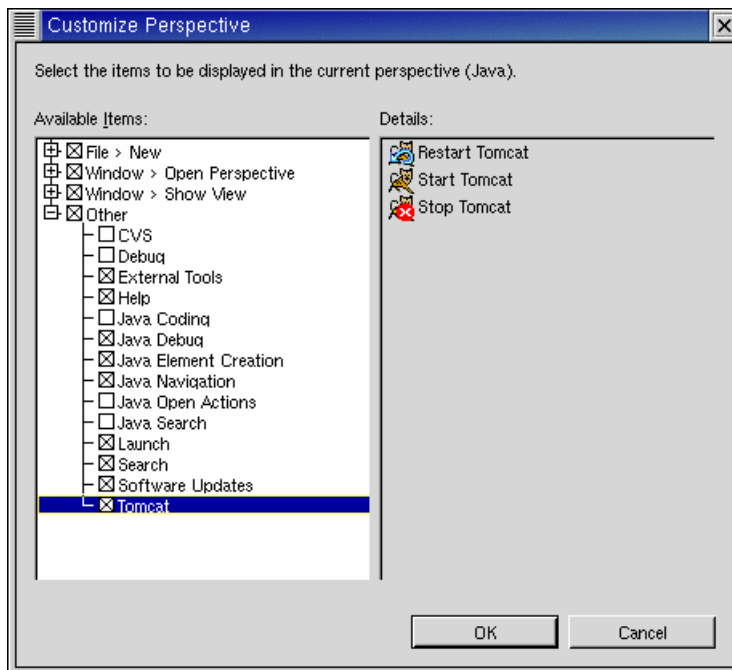 Customize Perspective
Select the items to be displayed in the current perspective (Java).
Available Items:
File > New
Window > Open Perspective
Window > Show View
Other
CVS
Debug
External Tools
Help
Java Coding
Java Debug
Java Element Creation
Java Navigation
Java Open Actions
Java Search
Launch
Search
Software Updates
Tomcat
Details:
Restart Tomcat
Start Tomcat
Stop Tomcat
OK
Cancel